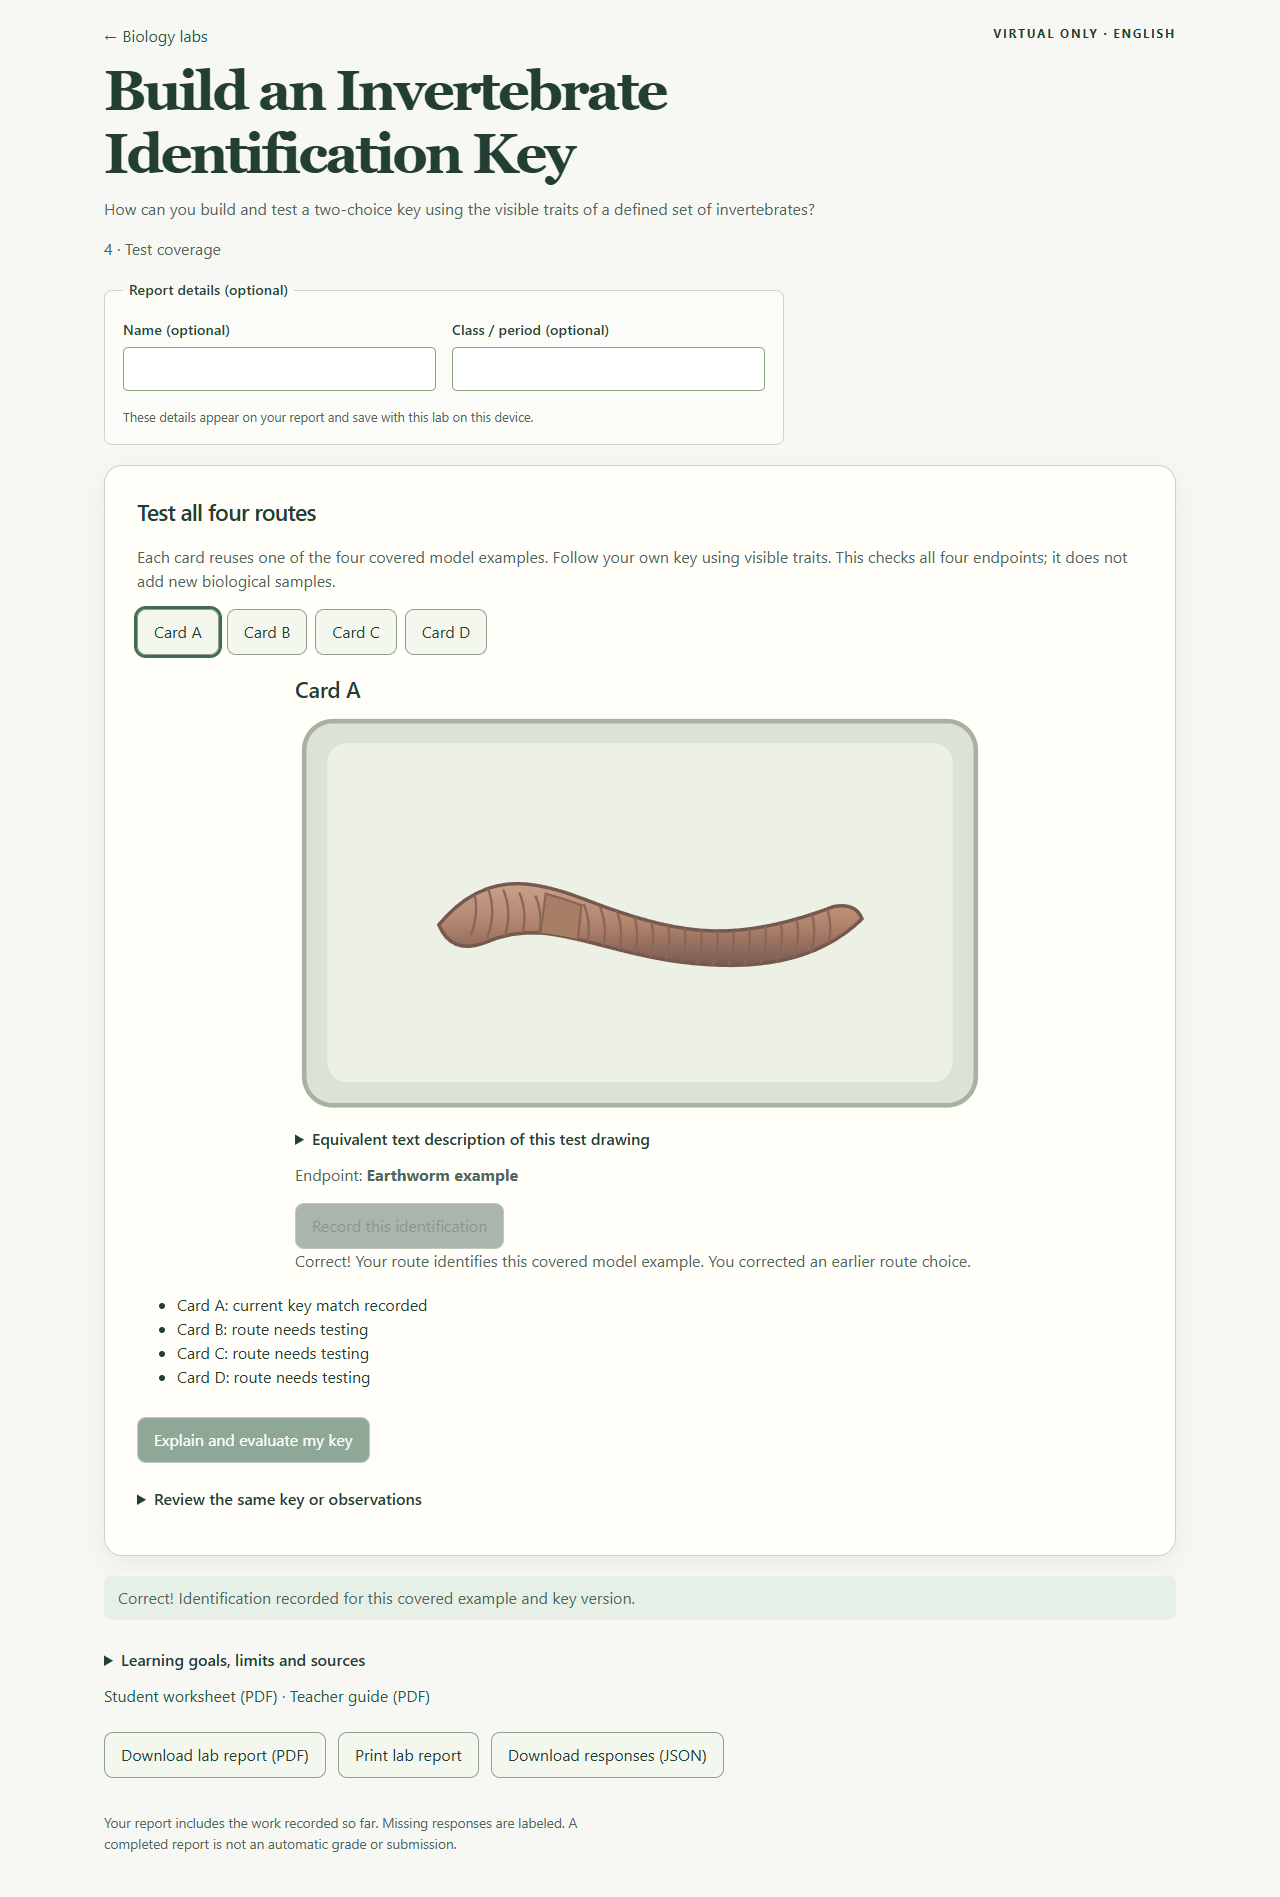 ← Biology labs
VIRTUAL ONLY · ENGLISH
Build an Invertebrate
Identification Key
How can you build and test a two-choice key using the visible traits of a defined set of invertebrates?
4 · Test coverage
Report details (optional)
Name (optional)
Class / period (optional)
These details appear on your report and save with this lab on this device.
Test all four routes
Each card reuses one of the four covered model examples. Follow your own key using visible traits. This checks all four endpoints; it does not
add new biological samples.
Card A
Card B
Card C
Card D
Card A
Equivalent text description of this test drawing
Endpoint: Earthworm example
Record this identification
Correct! Your route identifies this covered model example. You corrected an earlier route choice.
Card A: current key match recorded
Card B: route needs testing
Card C: route needs testing
Card D: route needs testing
Explain and evaluate my key
Review the same key or observations
Correct! Identification recorded for this covered example and key version.
Learning goals, limits and sources
Student worksheet (PDF) · Teacher guide (PDF)
Download lab report (PDF)
Print lab report
Download responses (JSON)
Your report includes the work recorded so far. Missing responses are labeled. A
completed report is not an automatic grade or submission.